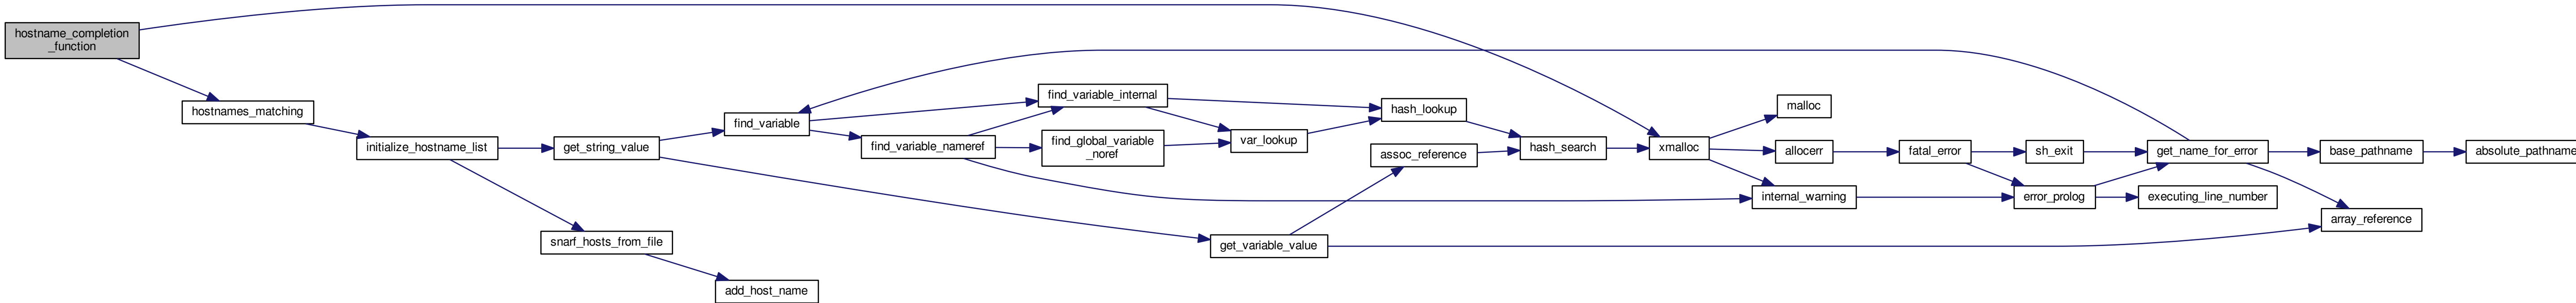 hostname_completion
_function
hostnames_matching
initialize_hostname_list
get_string_value
snarf_hosts_from_file
find_variable
add_host_name
find_variable_internal
find_variable_nameref
find_global_variable
_noref
var_lookup
get_variable_value
hash_lookup
assoc_reference
hash_search
xmalloc
malloc
allocerr
internal_warning
fatal_error
sh_exit
error_prolog
get_name_for_error
executing_line_number
base_pathname
array_reference
absolute_pathname